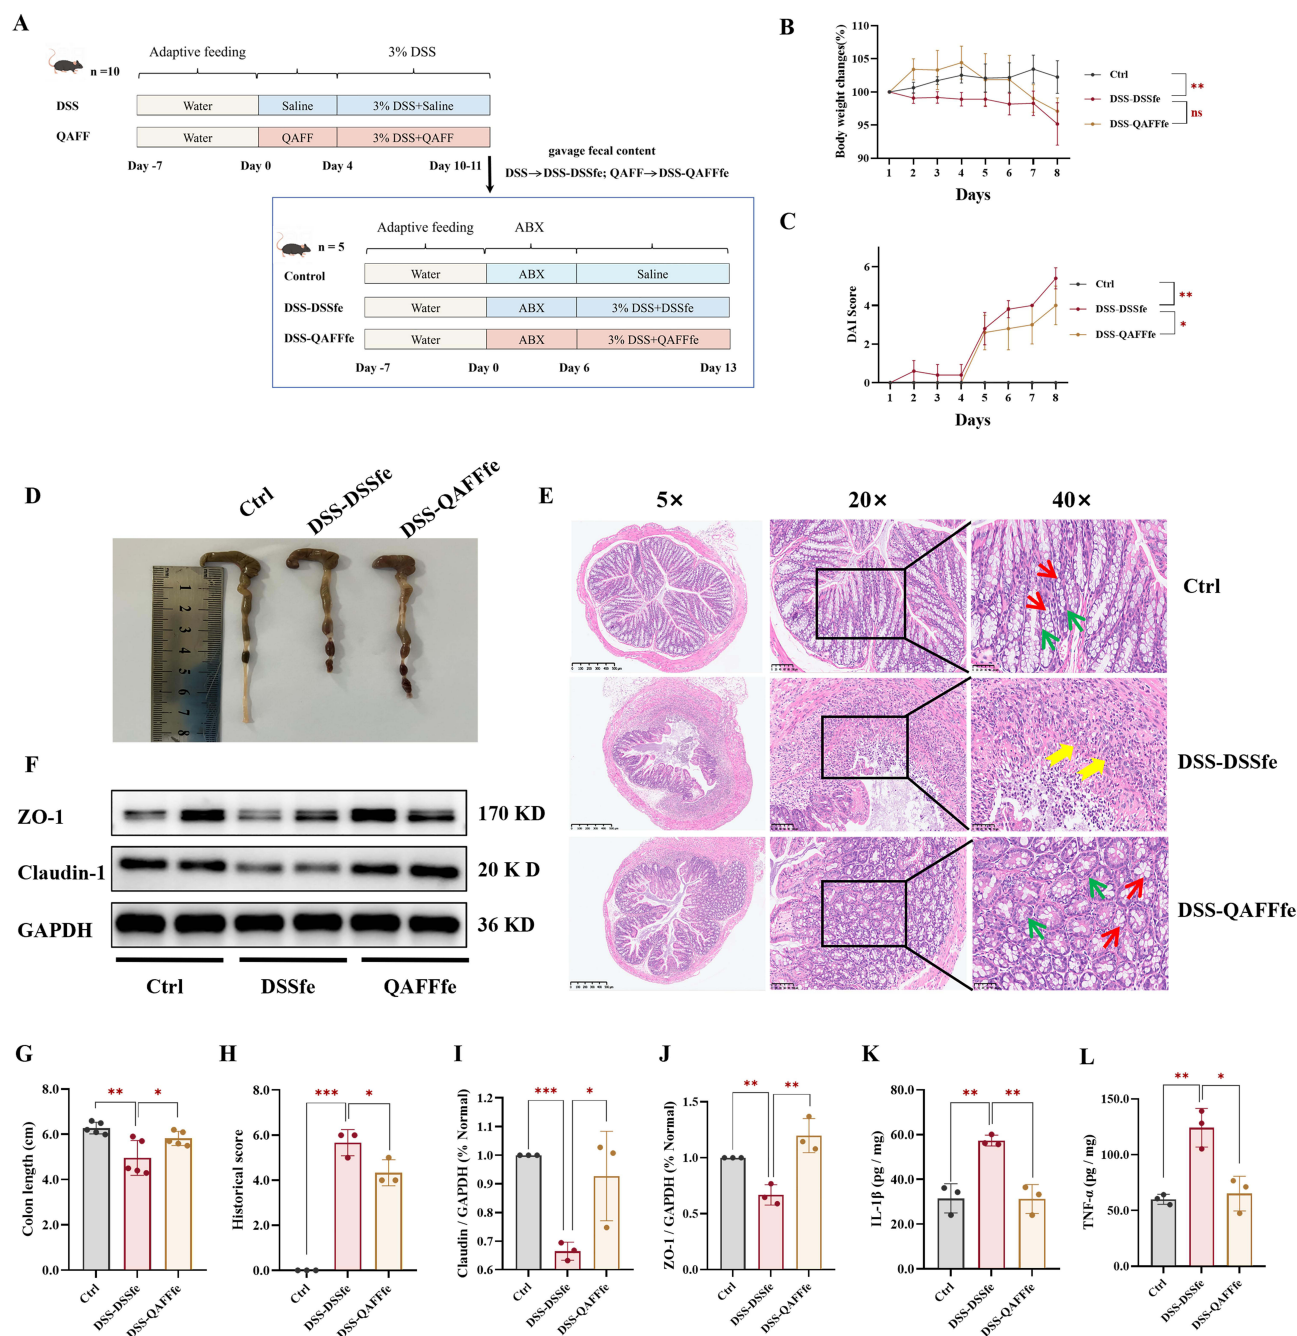 A
Adaptive feeding 3% DSS
n =10
DSS Water Saline 3% DSS+Saline
QAFF Water QAFF 3% DSS+QAFF
Day -7 Day 0 Day 4 Day 10-11
gavage fecal content
DSS→DSS-DSSfe; QAFF→DSS-QAFFfe
Adaptive feeding ABX
n = 5
Control Water ABX Saline
DSS-DSSfe Water ABX 3% DSS+DSSfe
DSS-QAFFfe Water ABX 3% DSS+QAFFfe
Day -7 Day 0 Day 6 Day 13
B
Body weight changes(%)
110
105
100
95
90
1 2 3 4 5 6 7 8
Days
Ctrl
DSS-DSSfe
DSS-QAFFfe
**
ns
C
DAI Score
6
4
2
0
1 2 3 4 5 6 7 8
Days
Ctrl
DSS-DSSfe
DSS-QAFFfe
**
*
D
Ctrl
DSS-DSSfe
DSS-QAFFfe
1
2
3
4
5
6
7
8
E
5× 20× 40×
Ctrl
DSS-DSSfe
DSS-QAFFfe
F
ZO-1 170 KD
Claudin-1 20 K D
GAPDH 36 KD
Ctrl DSSfe QAFFfe
G
Colon length (cm)
8.0
6.0
4.0
2.0
0.0
** *
Ctrl
DSS-DSSfe
DSS-QAFFfe
H
Historical score
8.0
6.0
4.0
2.0
0.0
*** *
Ctrl
DSS-DSSfe
DSS-QAFFfe
I
Claudin / GAPDH (% Normal)
1.2
1.1
1.0
0.9
0.8
0.7
0.6
*** *
Ctrl
DSS-DSSfe
DSS-QAFFfe
J
ZO-1 / GAPDH (% Normal)
1.5
1.0
0.5
0.0
** **
Ctrl
DSS-DSSfe
DSS-QAFFfe
K
IL-1β (pg / mg)
80.0
60.0
40.0
20.0
0.0
** **
Ctrl
DSS-DSSfe
DSS-QAFFfe
L
TNF-α (pg / mg)
150.0
100.0
50.0
0.0
** *
Ctrl
DSS-DSSfe
DSS-QAFFfe